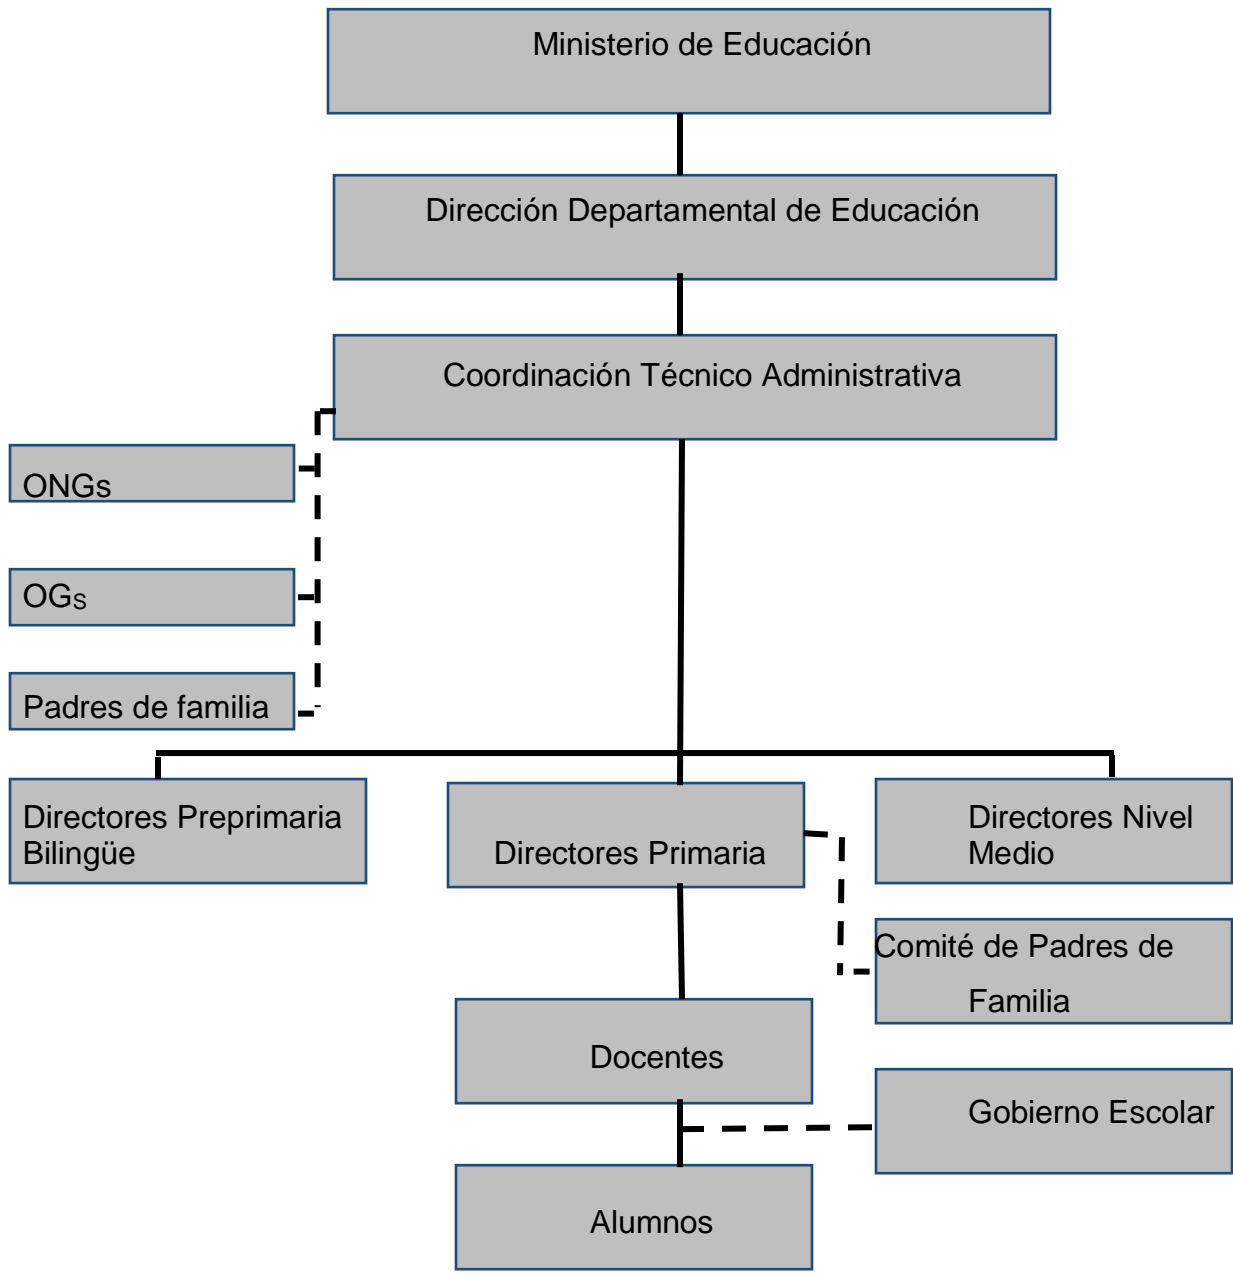 Ministerio de Educación
Dirección Departamental de Educación
Coordinación Técnico Administrativa
ONGs
OGs
Padres de familia
Directores Preprimaria
Bilingüe
Directores Primaria
Directores Nivel
Medio
Comité de Padres de
Familia
Docentes
Gobierno Escolar
Alumnos